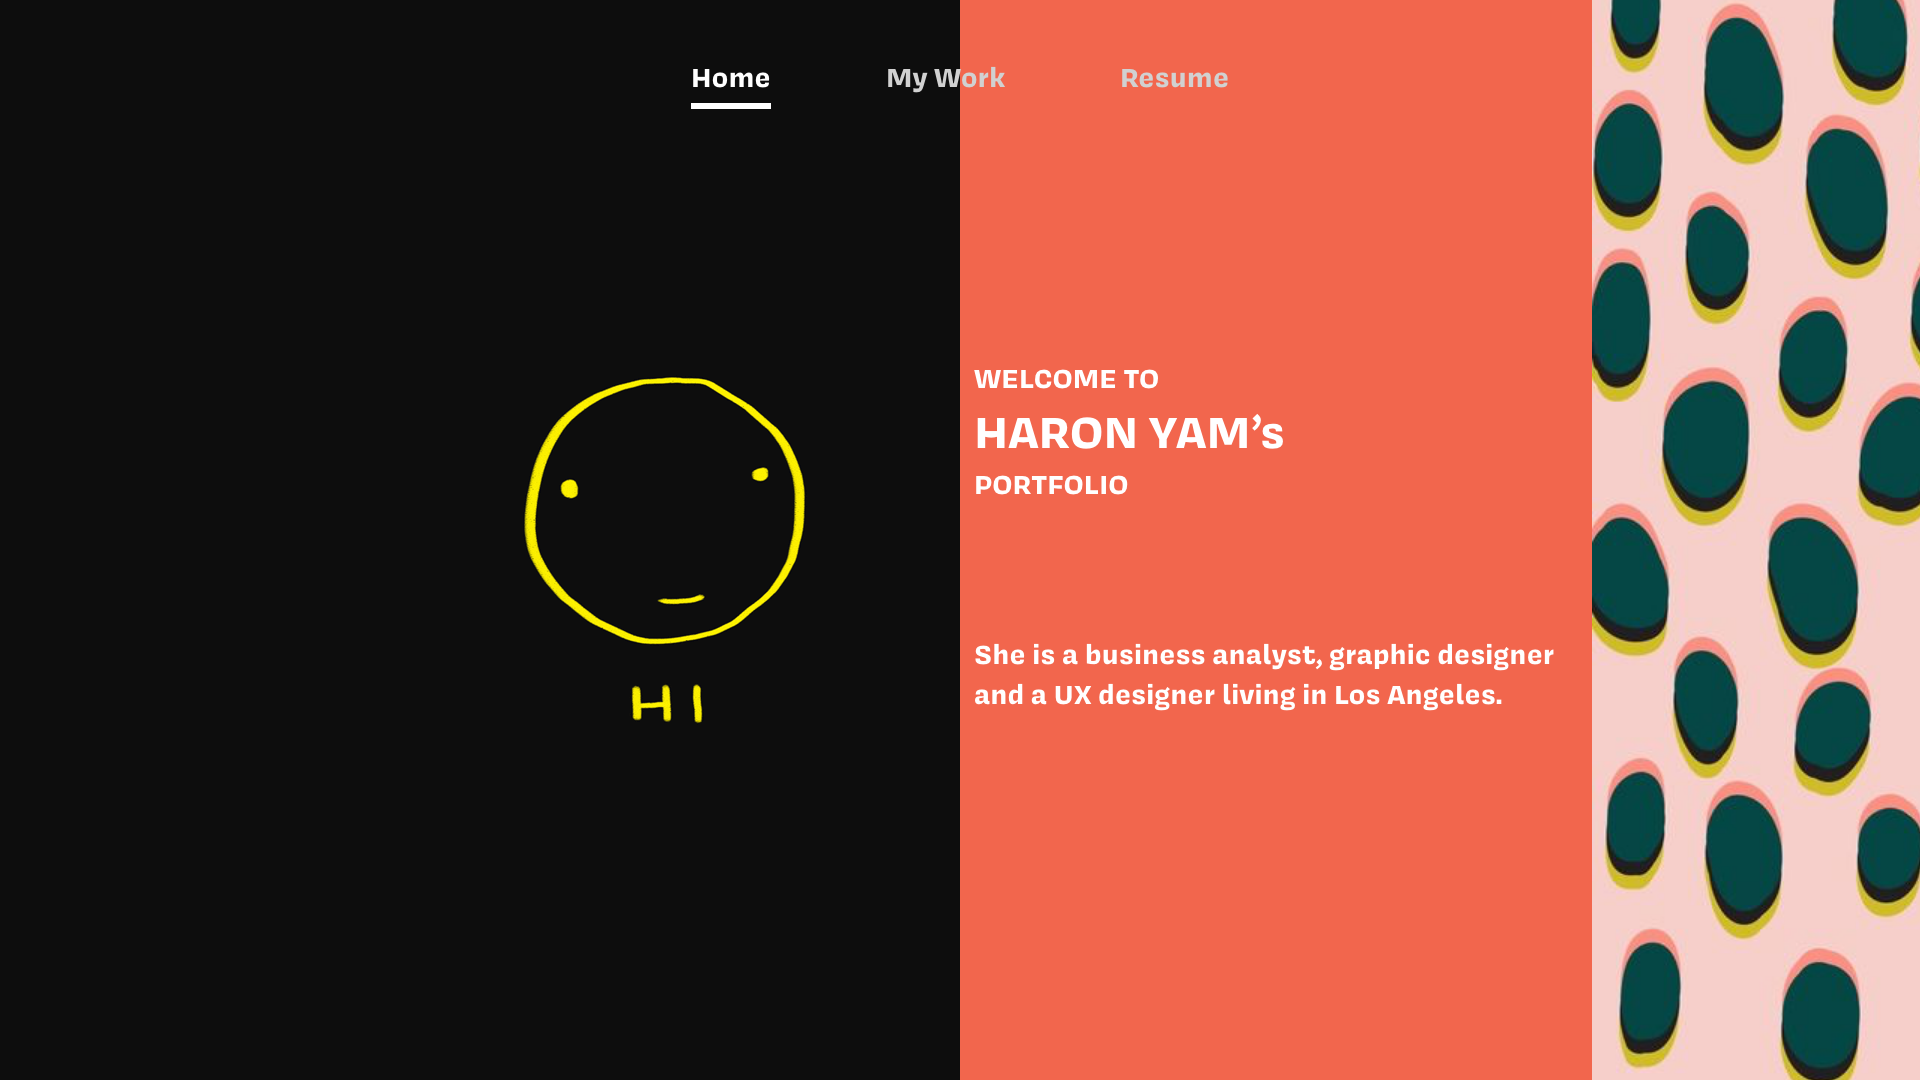 Home
My Work
Resume
WELCOME TO
HARON YAM’s
PORTFOLIO
She is a business analyst, graphic designer
and a UX designer living in Los Angeles.
HI